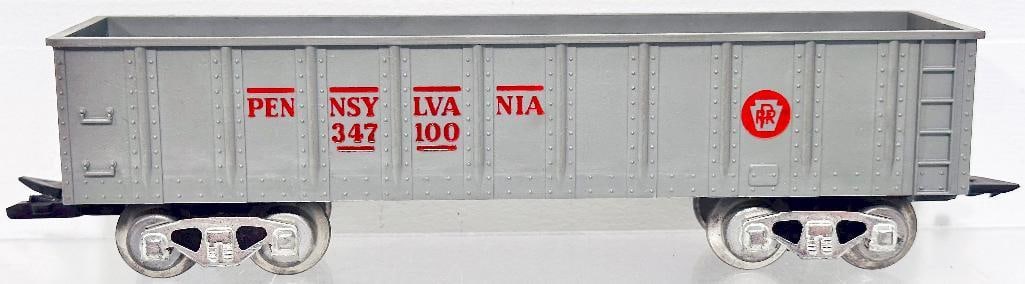 PEN NSY LVA NIA
347 100
PRR